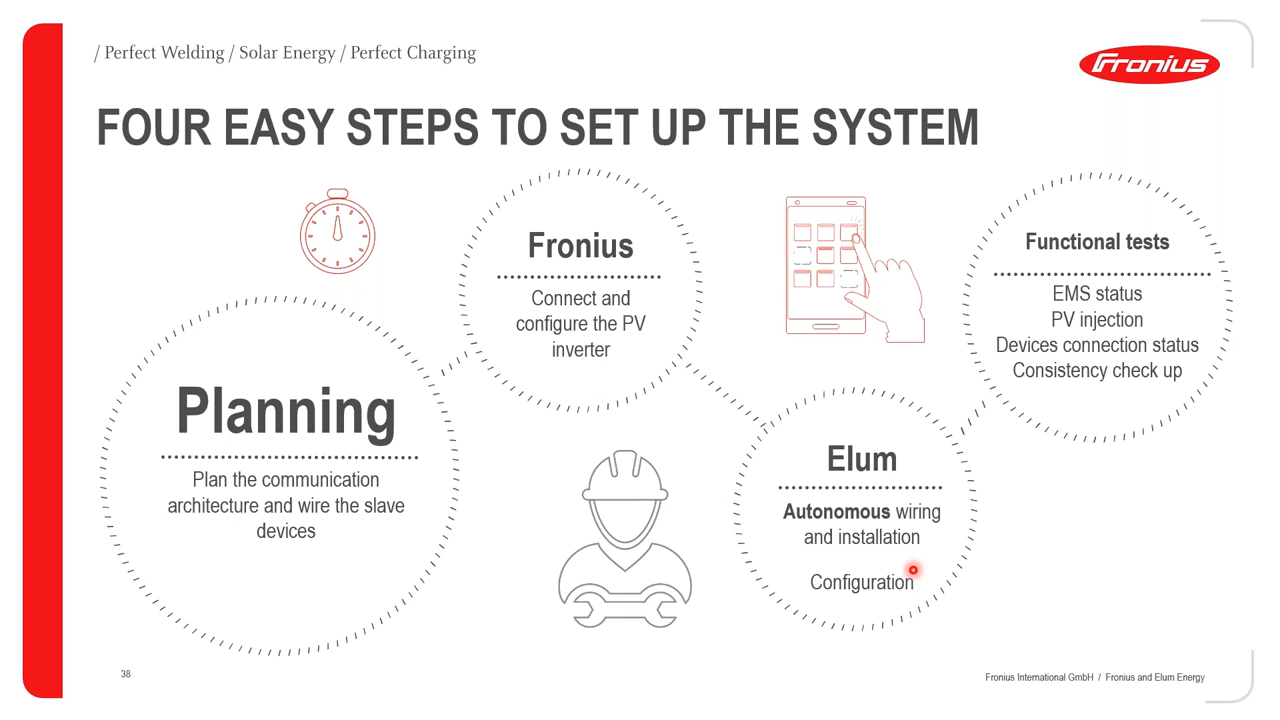 / Perfect Welding / Solar Energy / Perfect Charging
Fronius
FOUR EASY STEPS TO SET UP THE SYSTEM
Planning
Plan the communication
architecture and wire the slave
devices
Fronius
Connect and
configure the PV
inverter
Elum
Autonomous wiring
and installation
Configuration
Functional tests
EMS status
PV injection
Devices connection status
Consistency check up
38
Fronius International GmbH / Fronius and Elum Energy